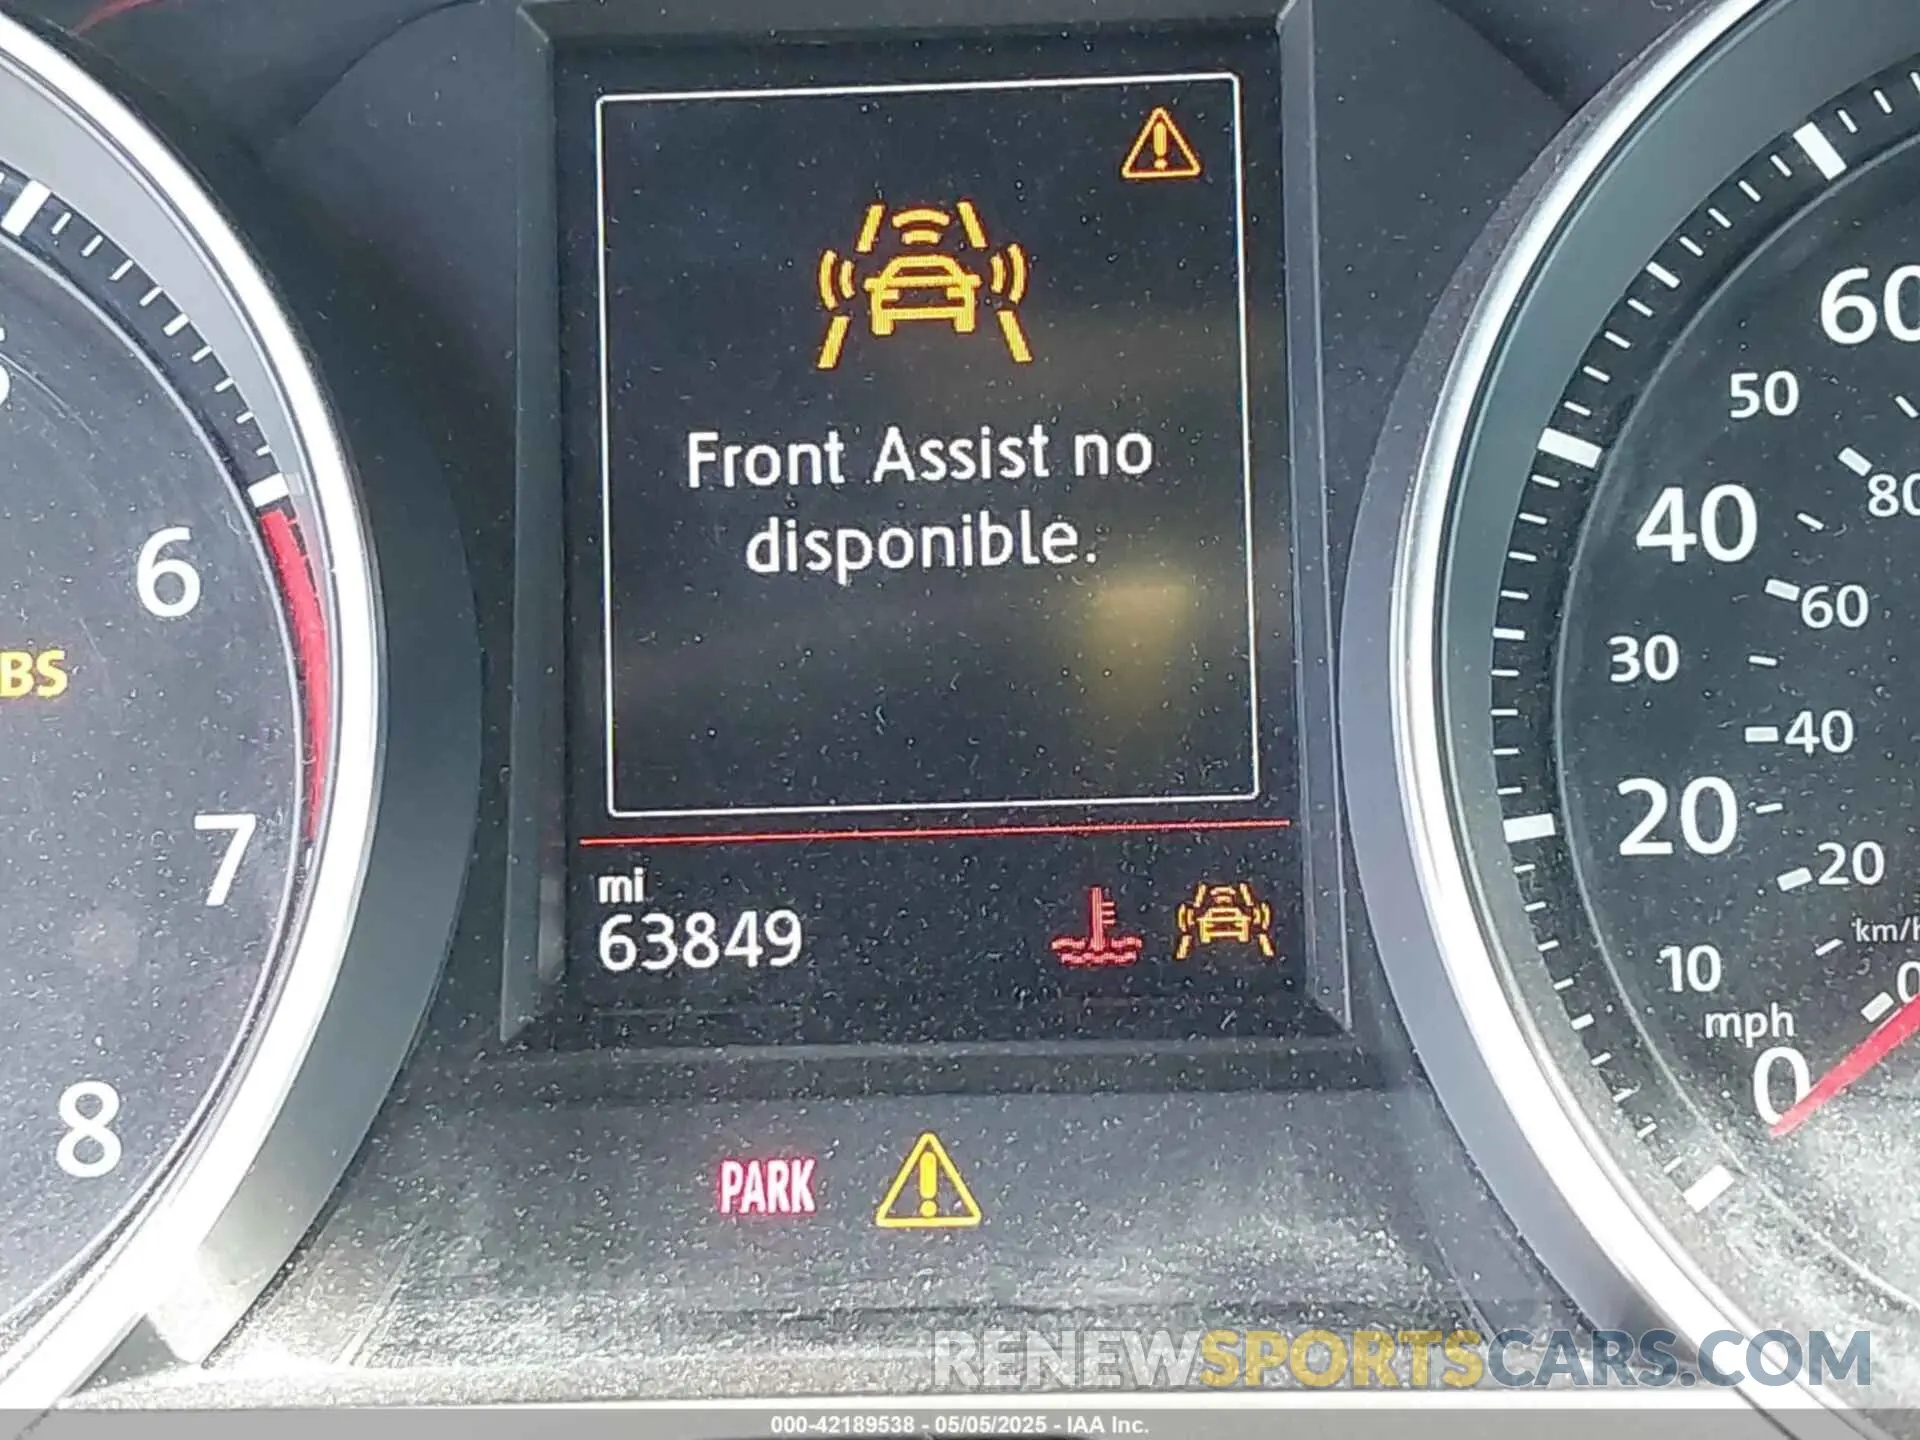 Front Assist no
disponible.
mi
63849
PARK
BS
6
7
8
60
50
80
40
60
30
40
20
20
10
km/h
mph
0
0
RENEWSPORTSCARS.COM
000-42189538 - 05/05/2025 - IAA Inc.